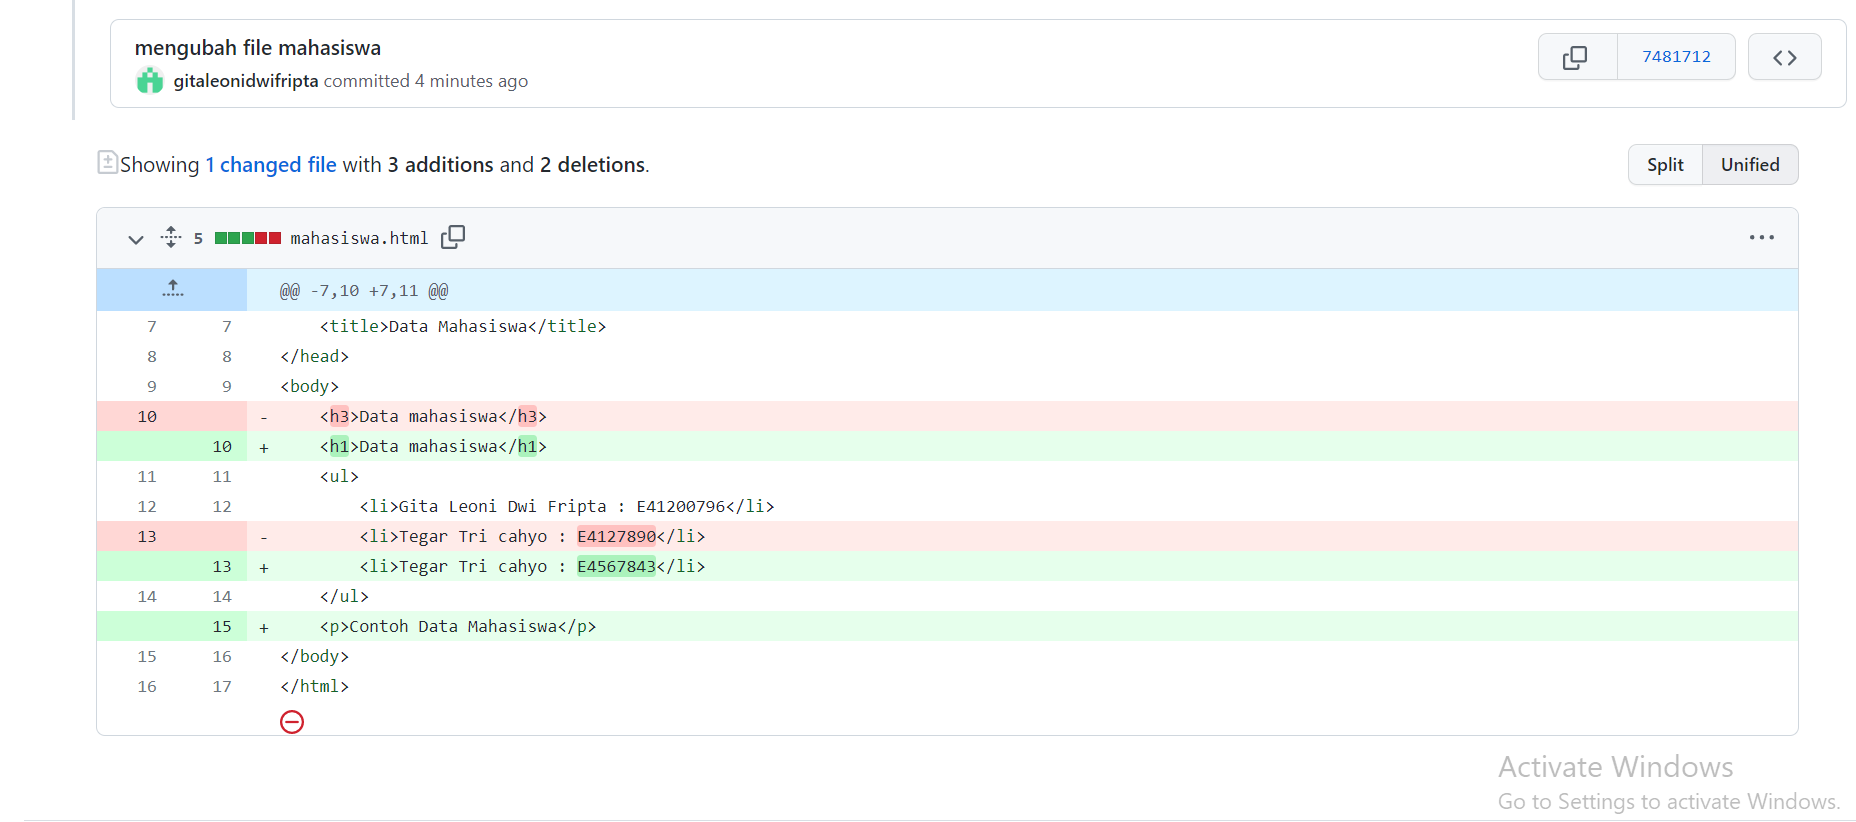 mengubah file mahasiswa
gitaleonidwifripta committed 4 minutes ago
7481712
Showing 1 changed file with 3 additions and 2 deletions.
Split Unified
5 mahasiswa.html
@@ -7,10 +7,11 @@
7 7 <title>Data Mahasiswa</title>
8 8 </head>
9 9 <body>
10 - <h3>Data mahasiswa</h3>
10 + <h1>Data mahasiswa</h1>
11 11 <ul>
12 12 <li>Gita Leoni Dwi Fripta : E41200796</li>
13 - <li>Tegar Tri cahyo : E4127890</li>
13 + <li>Tegar Tri cahyo : E4567843</li>
14 14 </ul>
15 + <p>Contoh Data Mahasiswa</p>
15 16 </body>
16 17 </html>
Activate Windows
Go to Settings to activate Windows.